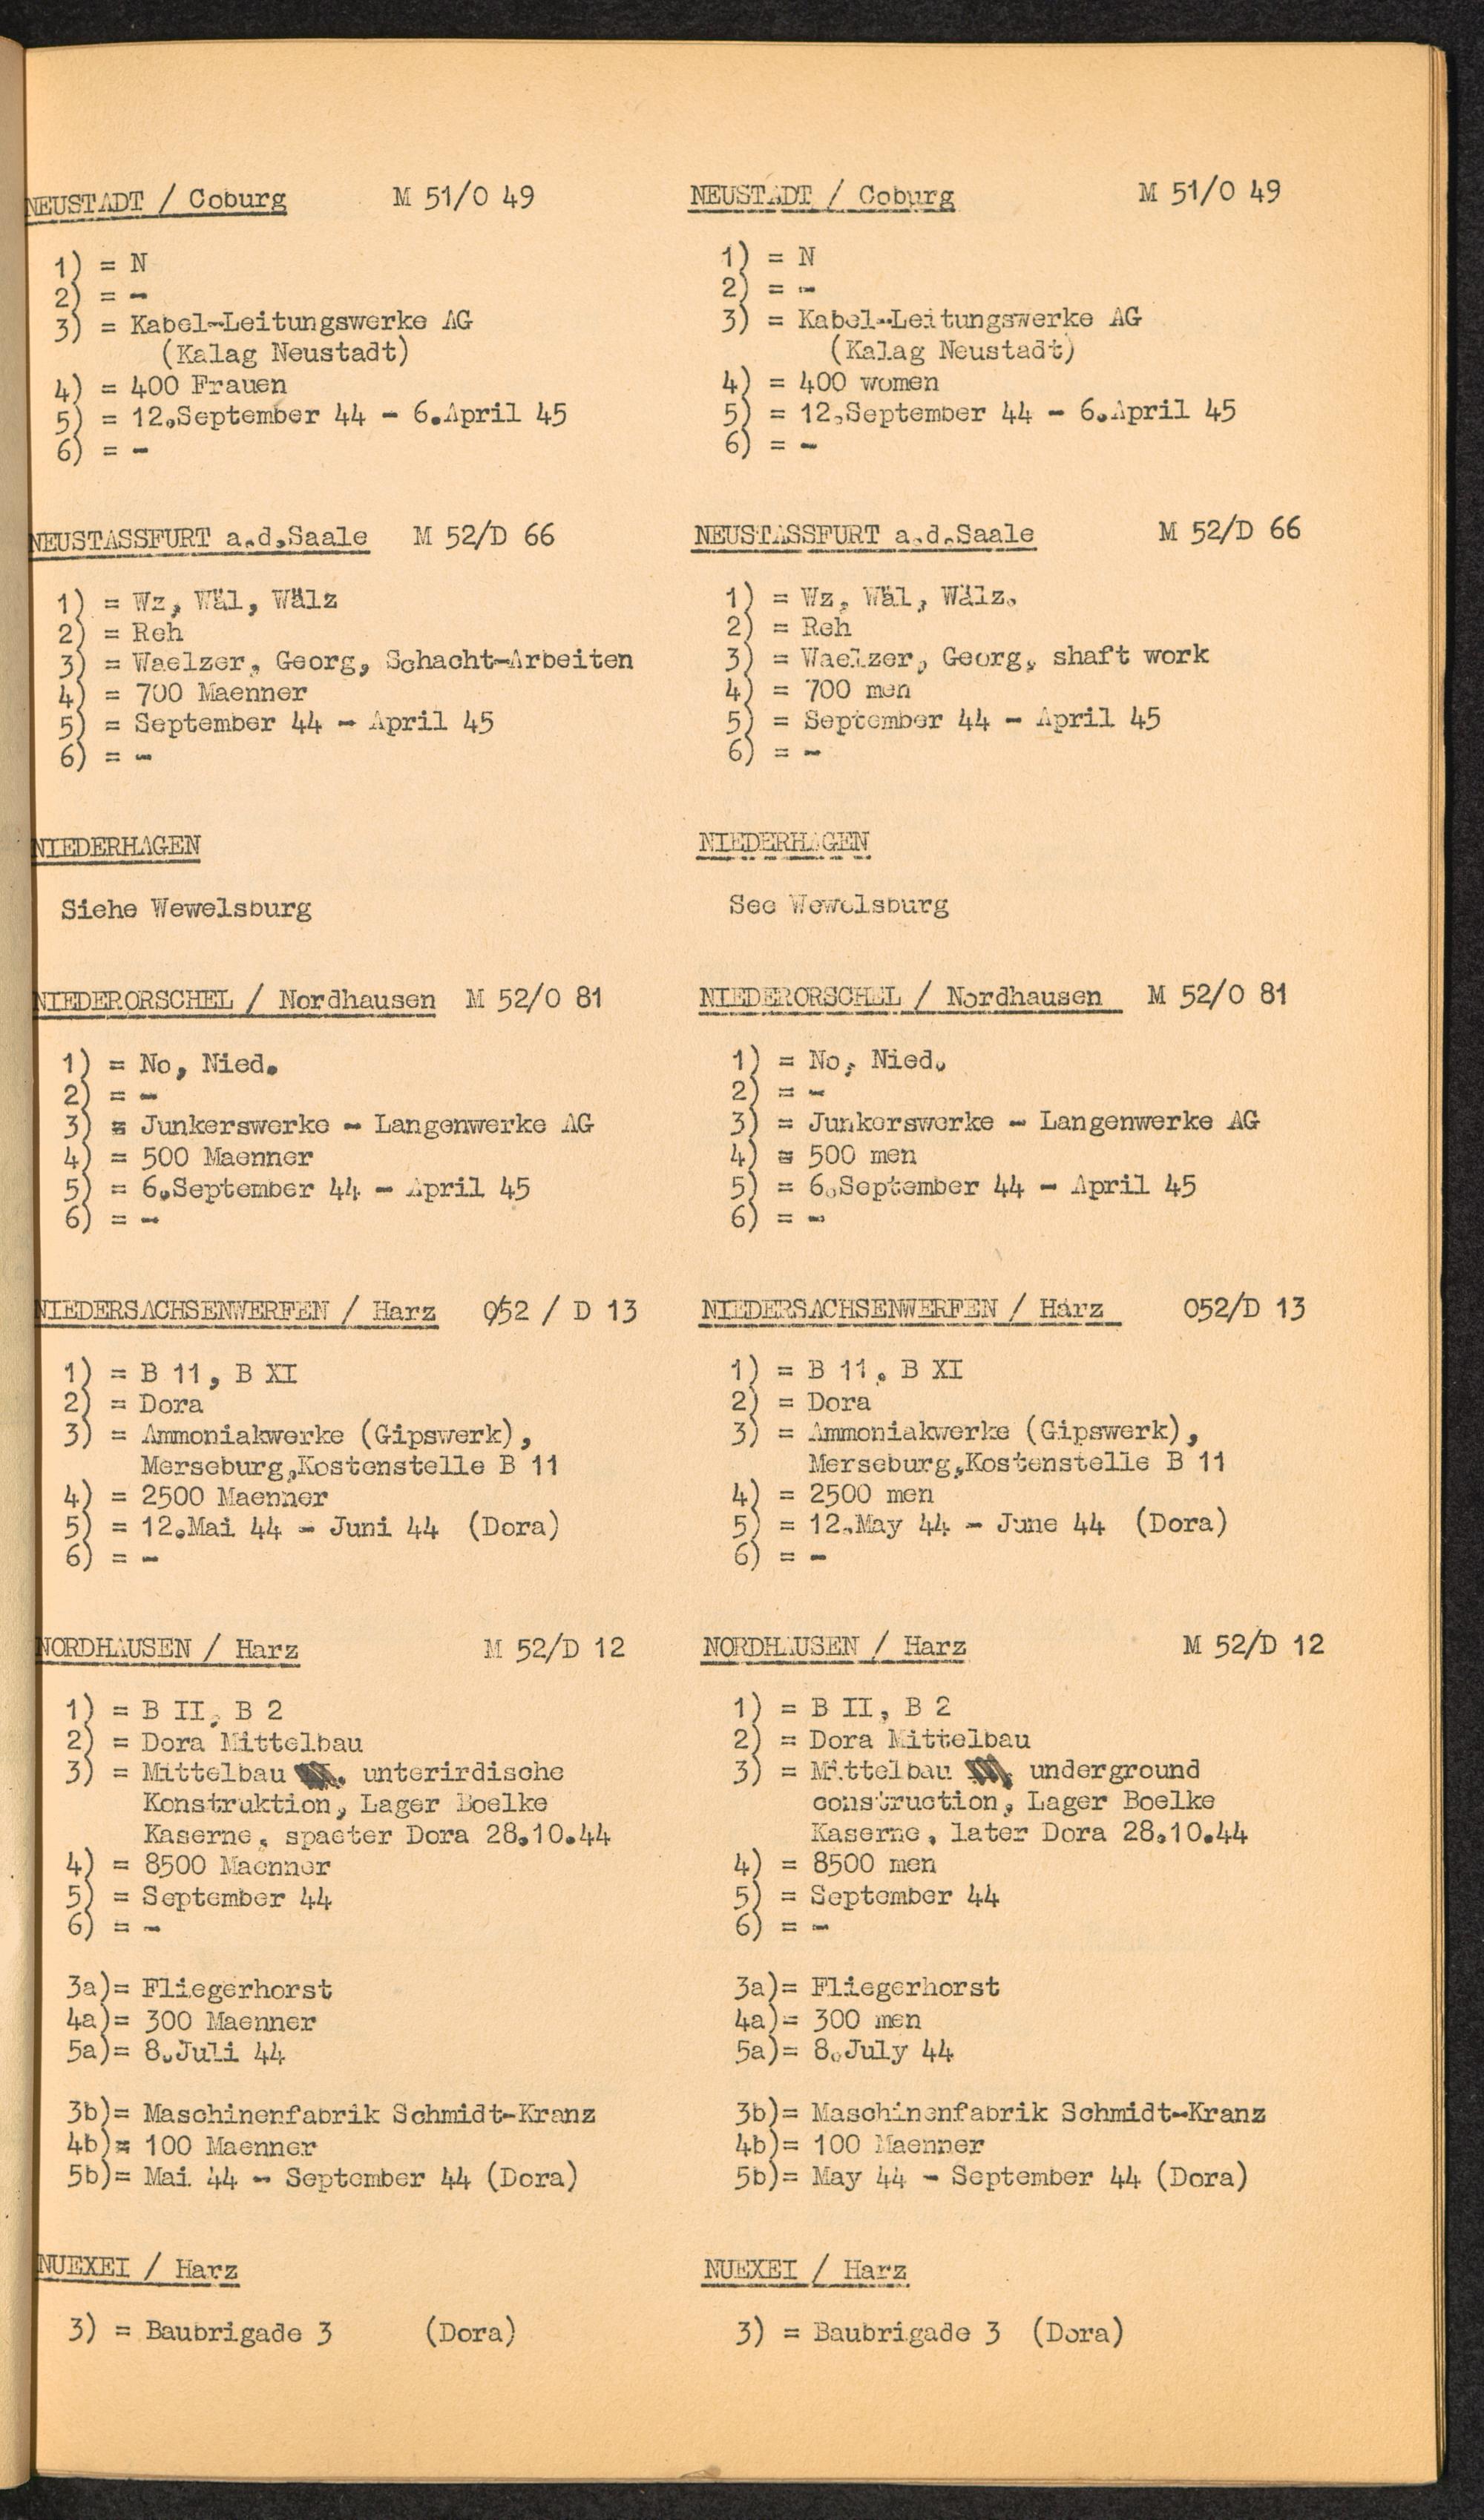 NEUSTADT / Coburg M 51/O 49
1) = N
2) = -
3) = Kabel-Leitungswerke AG
(Kalag Neustadt)
4) = 400 Frauen
5) = 12.September 44 - 6.April 45
6) = -
NEUSTASSFURT a.d.Saale M 52/D 66
1) = Wz, Wäl, Wälz
2) = Reh
3) = Waelzer, Georg, Schacht-Arbeiten
4) = 700 Maenner
5) = September 44 - April 45
6) = -
NIEDERHAGEN
Siehe Wewelsburg
NIEDERORSCHEL / Nordhausen M 52/O 81
1) = No, Nied.
2) = -
3) = Junkerswerke - Langenwerke AG
4) = 500 Maenner
5) = 6.September 44 - April 45
6) = -
NIEDERSACHSENWERFEN / Harz O52 / D 13
1) = B 11, B XI
2) = Dora
3) = Ammoniakwerke (Gipswerk),
Merseburg,Kostenstelle B 11
4) = 2500 Maenner
5) = 12.Mai 44 - Juni 44 (Dora)
6) = -
NORDHAUSEN / Harz M 52/D 12
1) = B II, B 2
2) = Dora Mittelbau
3) = Mittelbau unterirdische
Konstruktion, Lager Boelke
Kaserne, spaeter Dora 28.10.44
4) = 8500 Maenner
5) = September 44
6) = -
3a)= Fliegerhorst
4a)= 300 Maenner
5a)= 8.Juli 44
3b)= Maschinenfabrik Schmidt-Kranz
4b)= 100 Maenner
5b)= Mai 44 - September 44 (Dora)
NUEXEI / Harz
3) = Baubrigade 3 (Dora)
NEUSTADT / Coburg M 51/O 49
1) = N
2) = -
3) = Kabel-Leitungswerke AG
(Kalag Neustadt)
4) = 400 women
5) = 12.September 44 - 6.April 45
6) = -
NEUSTASSFURT a.d.Saale M 52/D 66
1) = Wz, Wäl, Wälz.
2) = Reh
3) = Waelzer, Georg, shaft work
4) = 700 men
5) = September 44 - April 45
6) = -
NIEDERHAGEN
See Wewelsburg
NIEDERORSCHEL / Nordhausen M 52/O 81
1) = No, Nied.
2) = -
3) = Junkerswerke - Langenwerke AG
4) = 500 men
5) = 6.September 44 - April 45
6) = -
NIEDERSACHSENWERFEN / Harz O52/D 13
1) = B 11, B XI
2) = Dora
3) = Ammoniakwerke (Gipswerk),
Merseburg,Kostenstelle B 11
4) = 2500 men
5) = 12.May 44 - June 44 (Dora)
6) = -
NORDHAUSEN / Harz M 52/D 12
1) = B II, B 2
2) = Dora Mittelbau
3) = Mittelbau underground
construction, Lager Boelke
Kaserne, later Dora 28.10.44
4) = 8500 men
5) = September 44
6) = -
3a)= Fliegerhorst
4a)= 300 men
5a)= 8.July 44
3b)= Maschinenfabrik Schmidt-Kranz
4b)= 100 Maenner
5b)= May 44 - September 44 (Dora)
NUEXEI / Harz
3) = Baubrigade 3 (Dora)